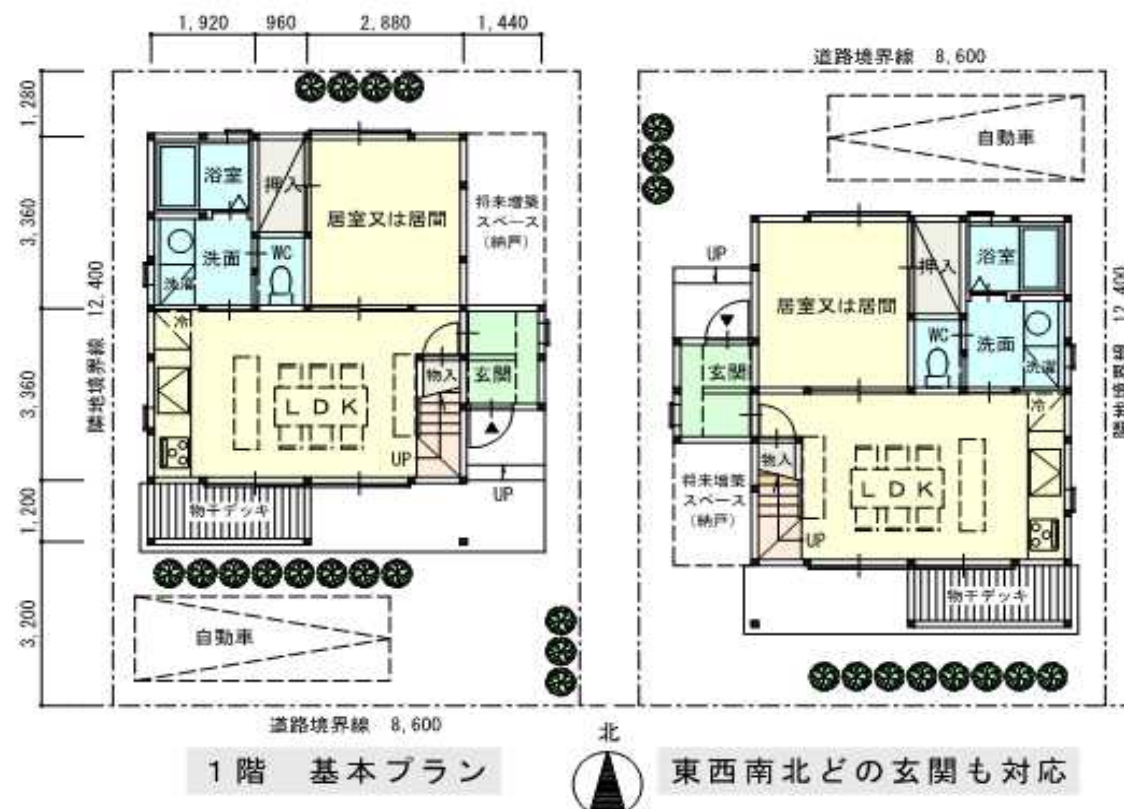 1,920
960
2,880
1,440
1,280
3,360
3,360
1,200
3,200
隣地境界線 12,400
浴室
押入
居室又は居間
将来増築
スペース
(納戸)
洗面
WC
洗濯
冷
LDK
物入
玄関
UP
UP
物干デッキ
自動車
道路境界線 8,600
1階 基本プラン
道路境界線 8,600
自動車
UP
居室又は居間
押入
浴室
WC
洗面
洗濯
玄関
冷
物入
将来増築
スペース
(納戸)
LDK
UP
物干デッキ
隣地境界線 12,400
北
東西南北どの玄関も対応